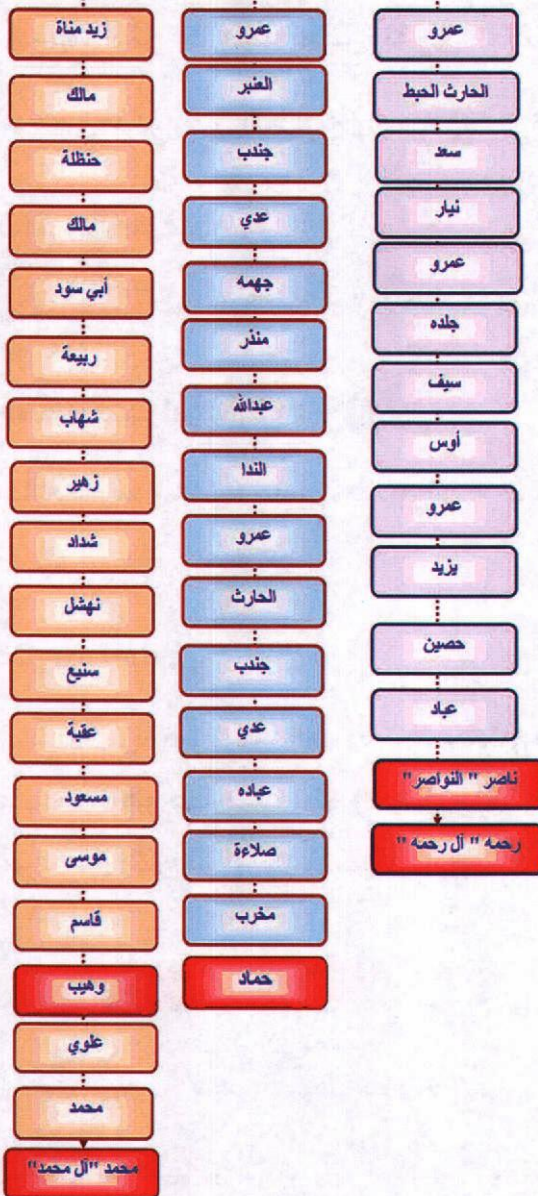 عمرو
الحارث الحبط
سعد
نيار
عمرو
جلده
سيف
أوس
عمرو
يزيد
حصين
عباد
ناصر " النواصر"
رحمه " آل رحمه "
عمرو
العنبر
جندب
عدي
جهمه
منذر
عبدالله
الندا
عمرو
الحارث
جندب
عدي
عباده
صلاءة
مخرب
حماد
زيد مناة
مالك
حنظلة
مالك
أبي سود
ربيعة
شهاب
زهير
شداد
نهشل
سنيع
عقبة
مسعود
موسى
قاسم
وهيب
علوي
محمد
محمد "آل محمد"